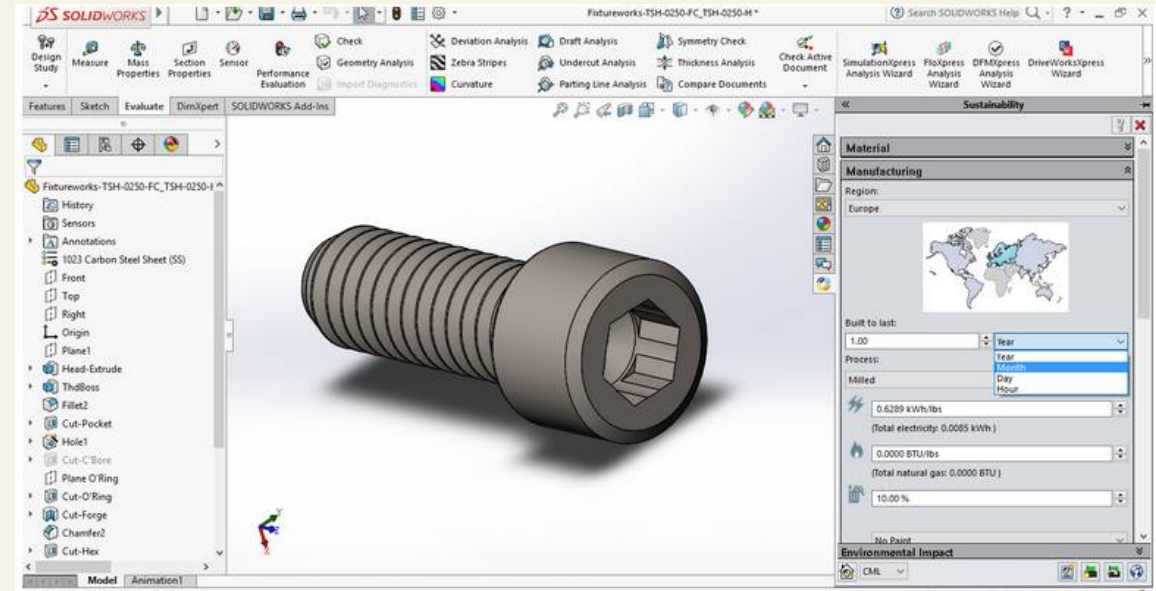 SOLIDWORKS
Fixtureworks-TSH-0250-FC_TSH-0250-H *
Search SOLIDWORKS Help
Design Study
Measure
Mass Properties
Section Properties
Sensor
Performance Evaluation
Check
Geometry Analysis
Import Diagnostics
Deviation Analysis
Zebra Stripes
Curvature
Draft Analysis
Undercut Analysis
Parting Line Analysis
Symmetry Check
Thickness Analysis
Compare Documents
Check Active Document
SimulationXpress Analysis Wizard
FloXpress Analysis Wizard
DFMXpress Analysis Wizard
DriveWorksXpress Wizard
Features Sketch Evaluate DimXpert SOLIDWORKS Add-Ins
Sustainability
Fixtureworks-TSH-0250-FC_TSH-0250-
History
Sensors
Annotations
1023 Carbon Steel Sheet (SS)
Front
Top
Right
Origin
Plane1
Head-Extrude
ThdBoss
Fillet2
Cut-Pocket
Hole1
Cut-C'Bore
Plane O'Ring
Cut-O'Ring
Cut-Forge
Chamfer2
Cut-Hex
Model Animation1
Y
Z
X
Material
Manufacturing
Region:
Europe
Built to last:
1.00 Year
Year
Month
Day
Hour
Process:
Milled
0.6289 kWh/lbs
(Total electricity: 0.0085 kWh )
0.0000 BTU/lbs
(Total natural gas: 0.0000 BTU )
10.00 %
No Paint
Environmental Impact
CML